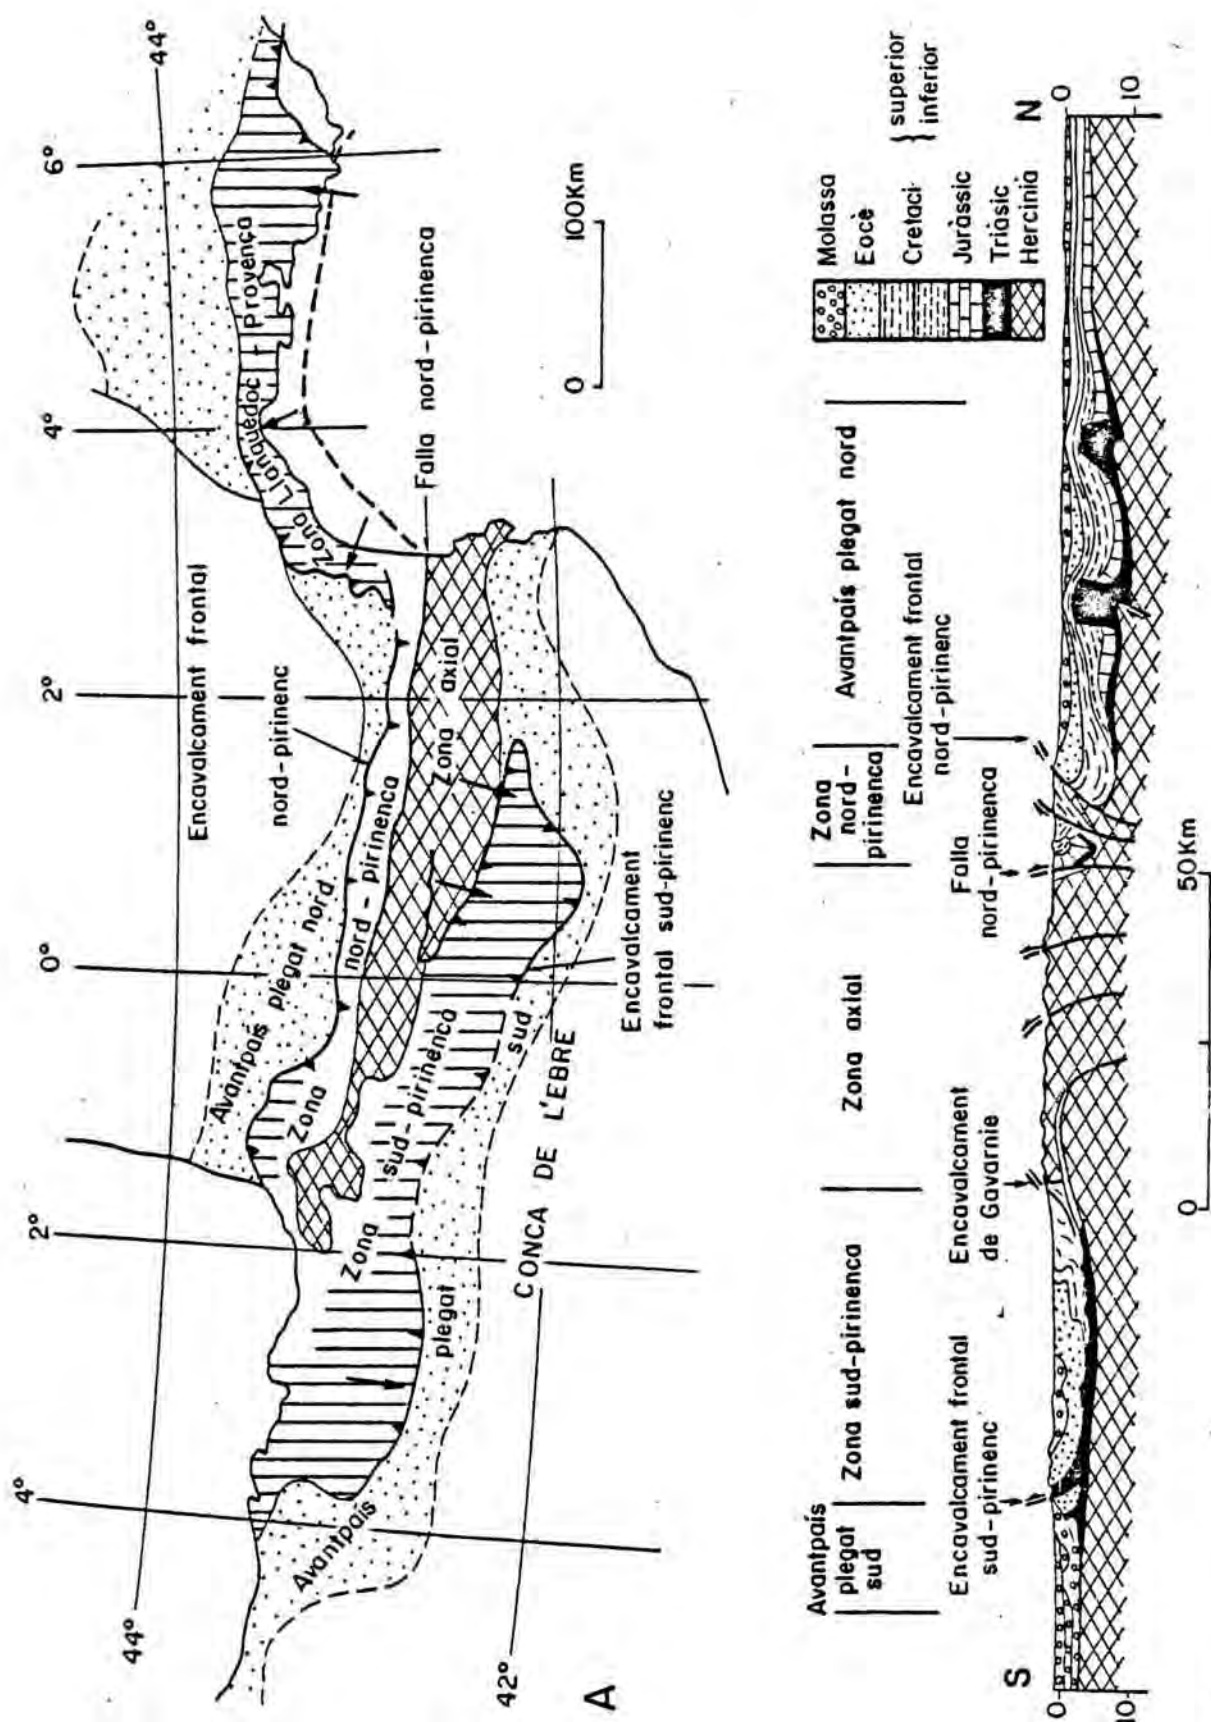 44°
6°
4°
2°
0°
2°
4°
44°
42°
Encavalcament frontal
nord-pirinenc
Zona Llanquedoc - Provença
Falla nord-pirinenca
0 100Km
Avantpaís plegat nord
Zona nord-pirinenca
Zona axial
Zona sud-pirinenca
Encavalcament
frontal sud-pirinenc
Avantpaís plegat sud
CONCA DE L'EBRE
A
Molassa
Eocè
Cretaci } superior
} inferior
Juràssic
Triàsic
Hercinià
Avantpaís
plegat
sud
Zona sud-pirinenca
Zona axial
Zona
nord-
pirinenca
Avantpaís plegat nord
Encavalcament frontal
sud-pirinenc
Encavalcament
de Gavarnie
Falla
nord-pirinenca
Encavalcament frontal
nord-pirinenc
S
N
0
10
0
10
0 50Km